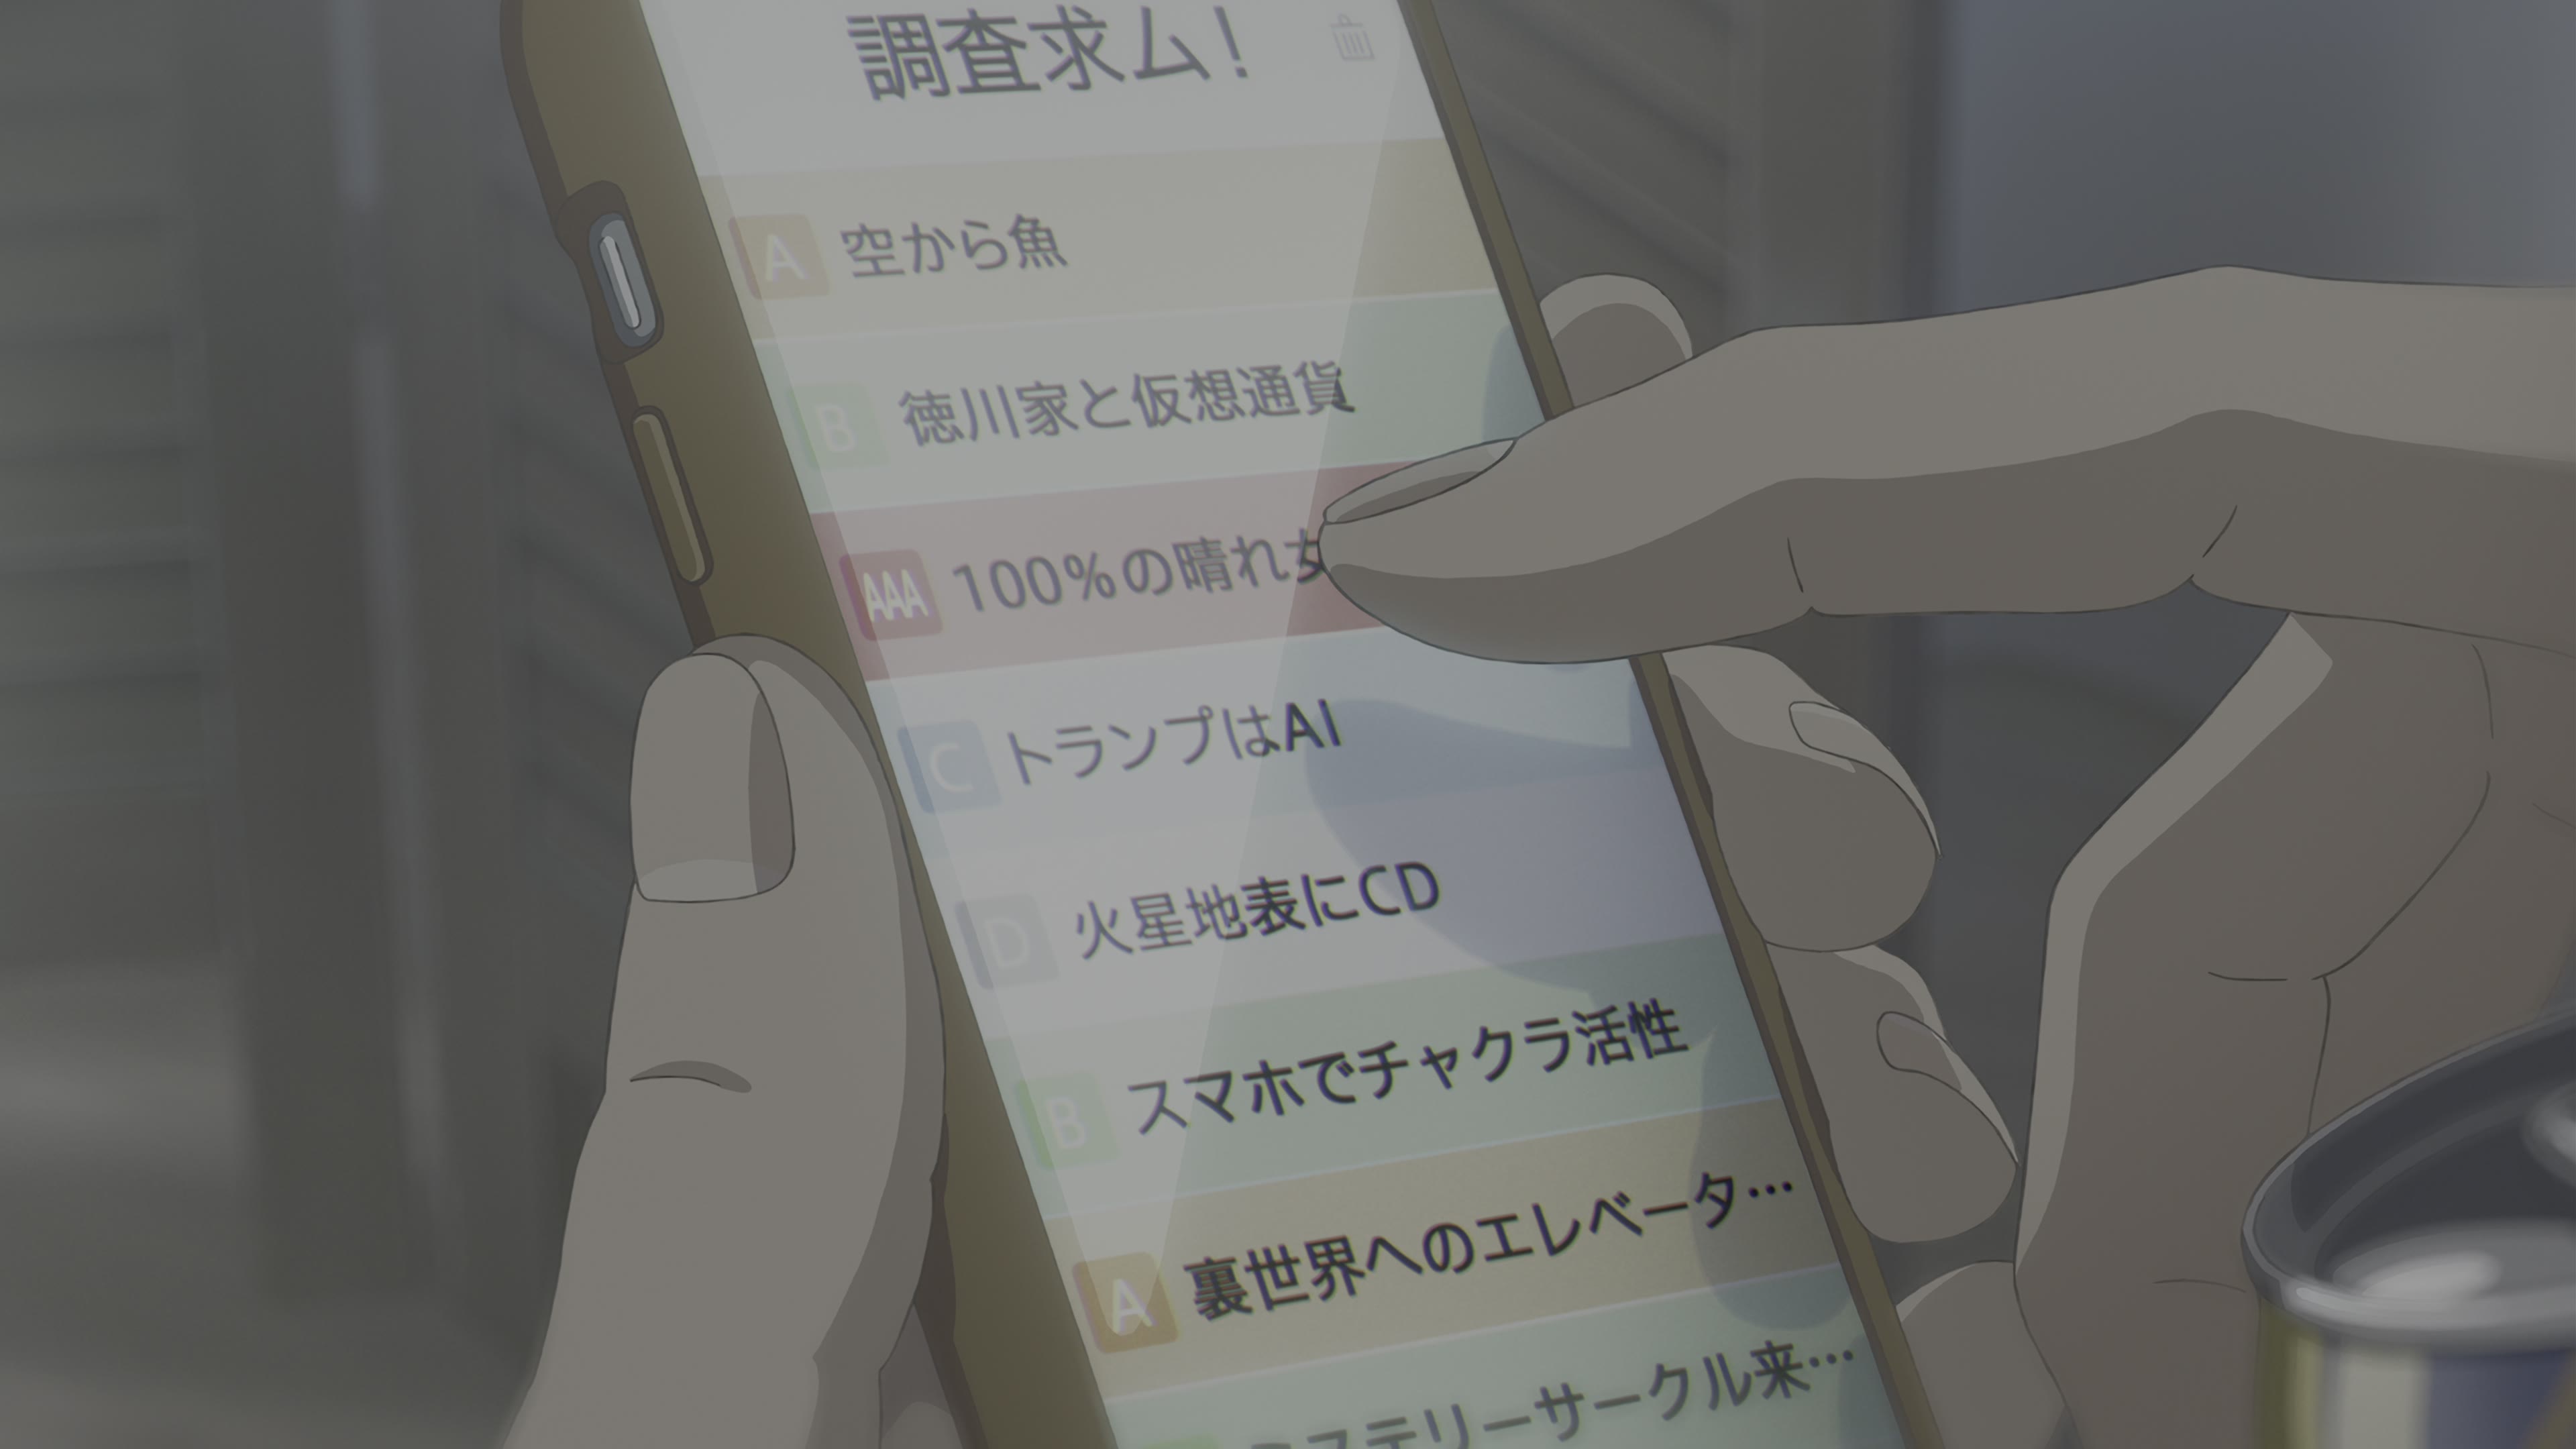 調査求ム！
A 空から魚
B 徳川家と仮想通貨
AAA 100%の晴れ女
C トランプはAI
D 火星地表にCD
B スマホでチャクラ活性
A 裏世界へのエレベータ…
ステリーサークル来…